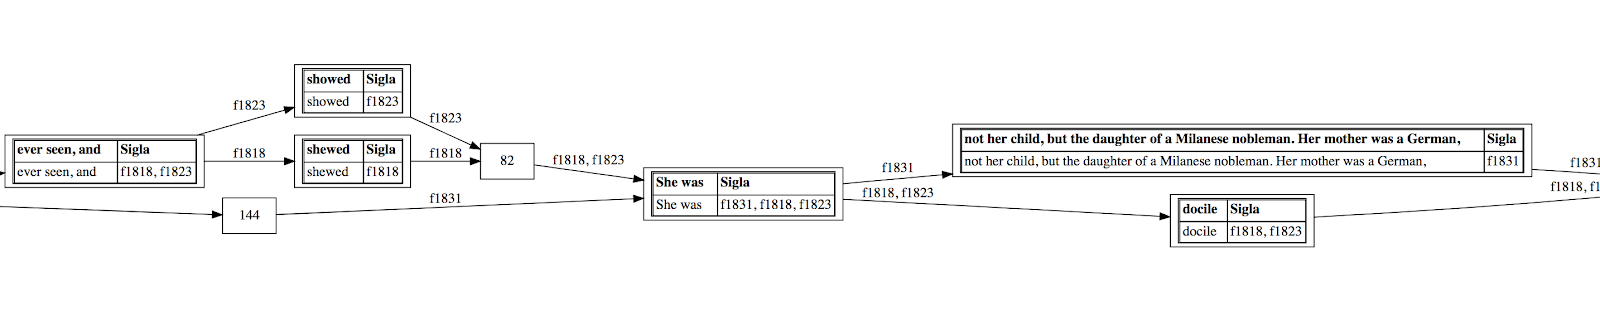 f1823
showed Sigla
showed f1823
f1823
ever seen, and Sigla
ever seen, and f1818, f1823
f1818
shewed Sigla
shewed f1818
f1818
82
f1818, f1823
144
f1831
She was Sigla
She was f1831, f1818, f1823
f1831
f1818, f1823
not her child, but the daughter of a Milanese nobleman. Her mother was a German, Sigla
not her child, but the daughter of a Milanese nobleman. Her mother was a German, f1831
docile Sigla
docile f1818, f1823
f1831
f1818, f1